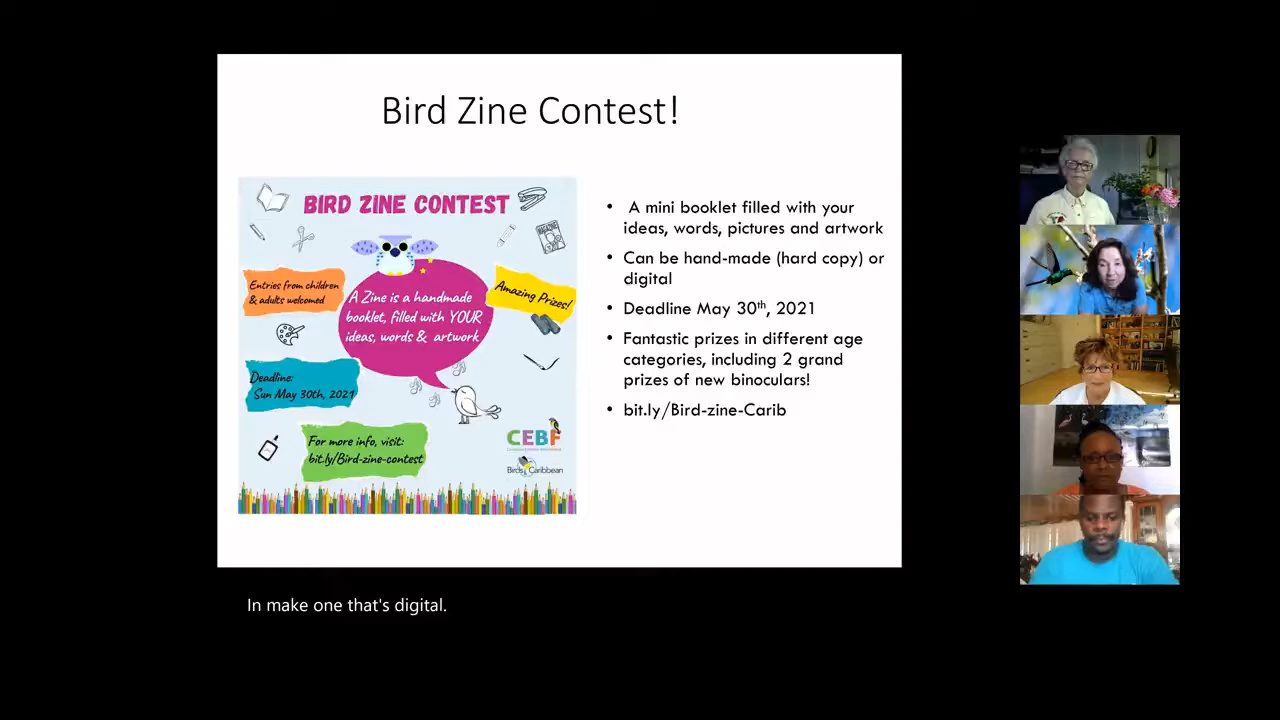 Bird Zine Contest!
BIRD ZINE CONTEST
MAGAZINE
Entries from children
& adults welcomed
A Zine is a handmade
booklet, filled with YOUR
ideas, words & artwork
Amazing Prizes!
Deadline:
Sun May 30th, 2021
For more info, visit:
bit.ly/Bird-zine-contest
CEBF
BirdsCaribbean
• A mini booklet filled with your
ideas, words, pictures and artwork
• Can be hand-made (hard copy) or
digital
• Deadline May 30th, 2021
• Fantastic prizes in different age
categories, including 2 grand
prizes of new binoculars!
• bit.ly/Bird-zine-Carib
In make one that's digital.